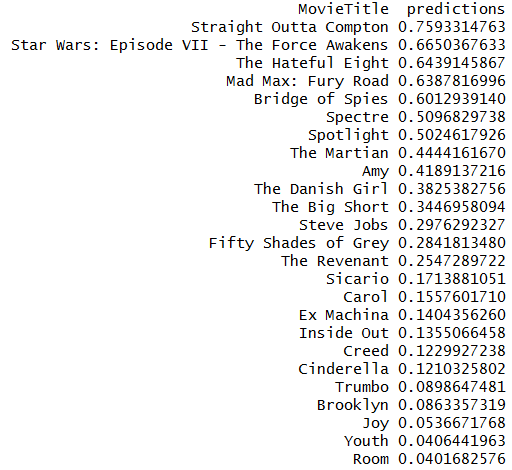 MovieTitle predictions
Straight Outta Compton 0.7593314763
Star Wars: Episode VII - The Force Awakens 0.6650367633
The Hateful Eight 0.6439145867
Mad Max: Fury Road 0.6387816996
Bridge of Spies 0.6012939140
Spectre 0.5096829738
Spotlight 0.5024617926
The Martian 0.4444161670
Amy 0.4189137216
The Danish Girl 0.3825382756
The Big Short 0.3446958094
Steve Jobs 0.2976292327
Fifty Shades of Grey 0.2841813480
The Revenant 0.2547289722
Sicario 0.1713881051
Carol 0.1557601710
Ex Machina 0.1404356260
Inside Out 0.1355066458
Creed 0.1229927238
Cinderella 0.1210325802
Trumbo 0.0898647481
Brooklyn 0.0863357319
Joy 0.0536671768
Youth 0.0406441963
Room 0.0401682576